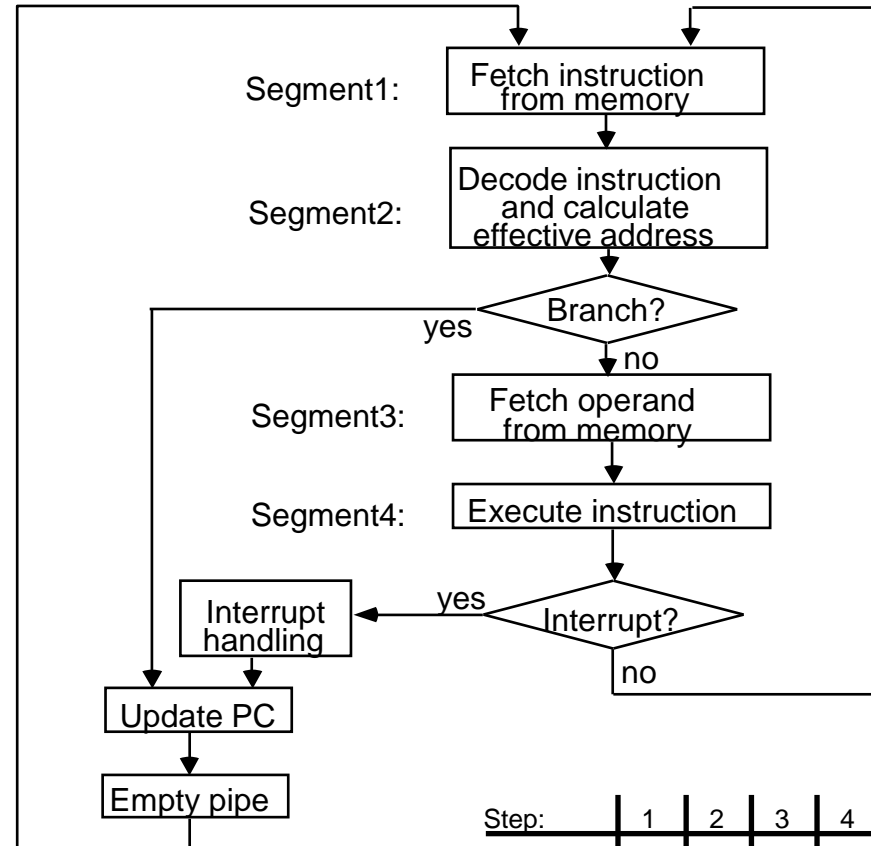 Segment1:
Fetch instruction
from memory
Segment2:
Decode instruction
and calculate
effective address
Branch?
yes
no
Segment3:
Fetch operand
from memory
Segment4:
Execute instruction
Interrupt?
yes
no
Interrupt
handling
Update PC
Empty pipe
Step: 1 2 3 4